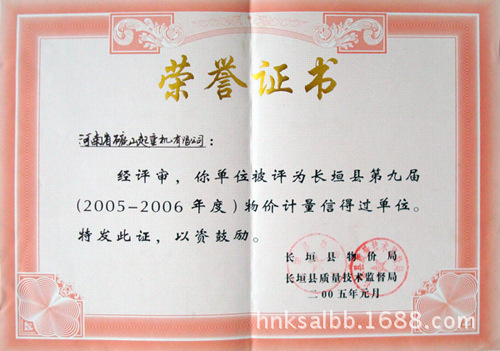 荣誉证书
河南省矿山起重机有限公司：
经评审，你单位被评为长垣县第九届
（2005-2006年度）物价计量信得过单位。
特发此证，以资鼓励。
长垣县物价局
长垣县质量技术监督局
二00五年元月
hnksalbb.1688.com